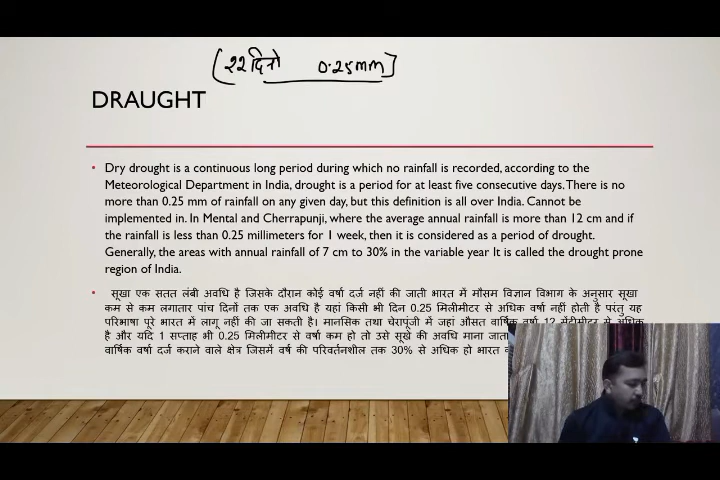 (22 दिनो 0.25mm]
DRAUGHT
• Dry drought is a continuous long period during which no rainfall is recorded, according to the
Meteorological Department in India, drought is a period for at least five consecutive days. There is no
more than 0.25 mm of rainfall on any given day, but this definition is all over India. Cannot be
implemented in. In Mental and Cherrapunji, where the average annual rainfall is more than 12 cm and if
the rainfall is less than 0.25 millimeters for 1 week, then it is considered as a period of drought.
Generally, the areas with annual rainfall of 7 cm to 30% in the variable year It is called the drought prone
region of India.
• सूखा एक सतत लंबी अवधि है जिसके दौरान कोई वर्षा दर्ज नहीं की जाती भारत में मौसम विज्ञान विभाग के अनुसार सूखा
कम से कम लगातार पांच दिनों तक एक अवधि है यहां किसी भी दिन 0.25 मिलीमीटर से अधिक वर्षा नहीं होती है परंतु यह
परिभाषा पूरे भारत में लागू नहीं की जा सकती है। मानसिक तथा चेरापूंजी में जहां औसत वार्षिक वर्षा 12 सेंटीमीटर से अधिक
है और यदि 1 सप्ताह भी 0.25 मिलीमीटर से वर्षा कम हो तो उसे सूखे की अवधि माना जाता
वार्षिक वर्षा दर्ज कराने वाले क्षेत्र जिसमें वर्ष की परिवर्तनशील तक 30% से अधिक हो भारत